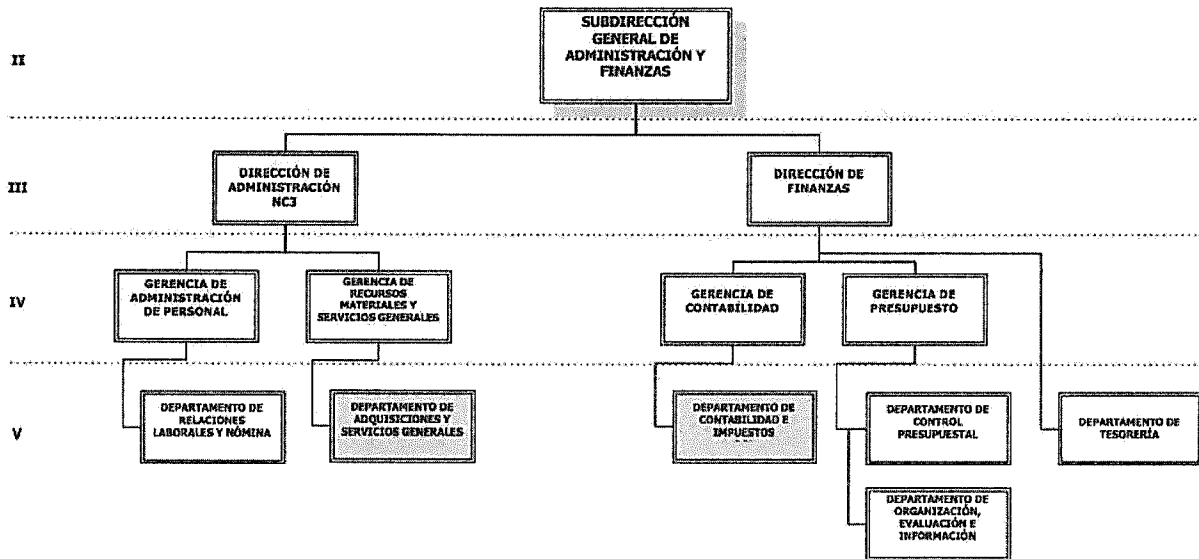 SUBDIRECCIÓN
GENERAL DE
ADMINISTRACIÓN Y
FINANZAS
II
DIRECCIÓN DE
ADMINISTRACIÓN
NC3
DIRECCIÓN DE
FINANZAS
III
GERENCIA DE
ADMINISTRACIÓN
DE PERSONAL
GERENCIA DE
RECURSOS
MATERIALES Y
SERVICIOS GENERALES
GERENCIA DE
CONTABILIDAD
GERENCIA DE
PRESUPUESTO
IV
DEPARTAMENTO DE
RELACIONES
LABORALES Y NÓMINA
DEPARTAMENTO DE
ADQUISICIONES Y
SERVICIOS GENERALES
DEPARTAMENTO DE
CONTABILIDAD E
IMPUESTOS
DEPARTAMENTO DE
CONTROL
PRESUPUESTAL
DEPARTAMENTO DE
TESORERÍA
V
DEPARTAMENTO DE
ORGANIZACIÓN,
EVALUACIÓN E
INFORMACIÓN